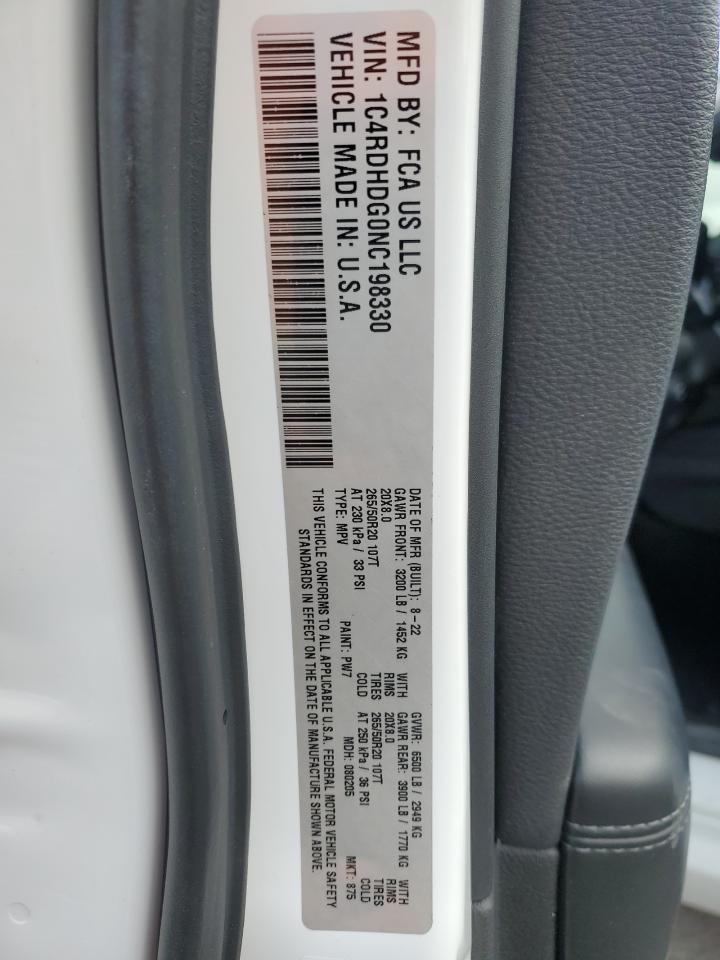 MFD BY: FCA US LLC
VIN: 1C4RDHDG0NC198330
VEHICLE MADE IN: U.S.A.
DATE OF MFR (BUILT): 8-22 GVWR: 6500 LB / 2949 KG
GAWR FRONT: 3200 LB / 1452 KG WITH GAWR REAR: 3900 LB / 1770 KG WITH
20X8.0 RIMS 20X8.0 RIMS
265/50R20 107T TIRES 265/50R20 107T TIRES
AT 230 kPa / 33 PSI COLD AT 250 kPa / 36 PSI COLD
TYPE: MPV PAINT: PW7 MDH: 080205 MKT: 875
THIS VEHICLE CONFORMS TO ALL APPLICABLE U.S.A. FEDERAL MOTOR VEHICLE SAFETY
STANDARDS IN EFFECT ON THE DATE OF MANUFACTURE SHOWN ABOVE.